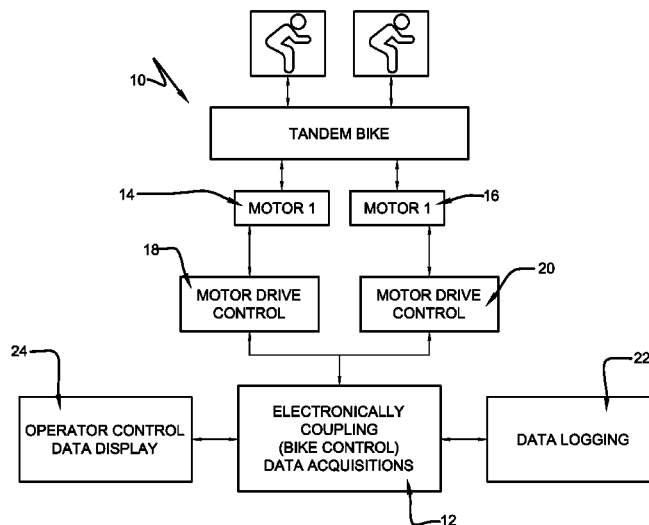 10
TANDEM BIKE
14
MOTOR 1
MOTOR 1
16
18
MOTOR DRIVE
CONTROL
MOTOR DRIVE
CONTROL
20
24
22
OPERATOR CONTROL
DATA DISPLAY
ELECTRONICALLY
COUPLING
(BIKE CONTROL)
DATA ACQUISITIONS
DATA LOGGING
12